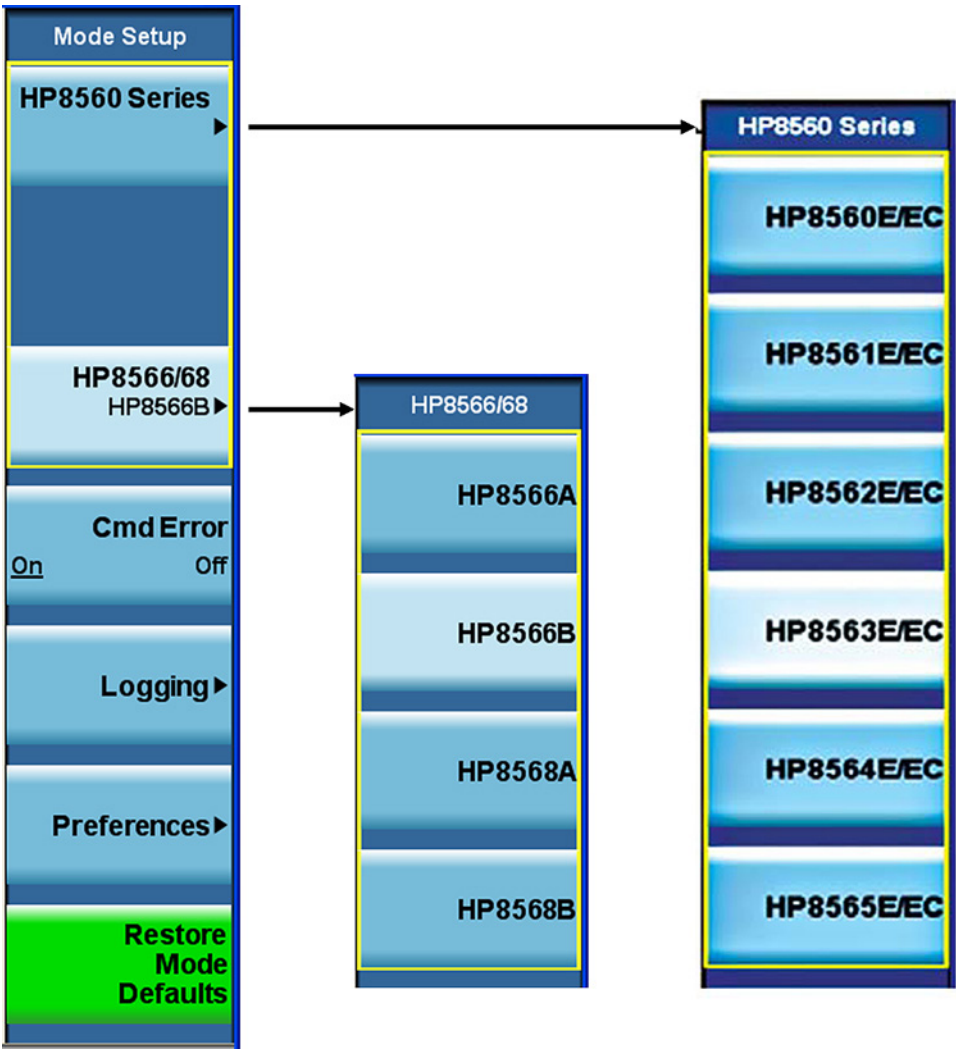 Mode Setup
HP8560 Series
HP8566/68
HP8566B
Cmd Error
On Off
Logging
Preferences
Restore
Mode
Defaults
HP8566/68
HP8566A
HP8566B
HP8568A
HP8568B
HP8560 Series
HP8560E/EC
HP8561E/EC
HP8562E/EC
HP8563E/EC
HP8564E/EC
HP8565E/EC